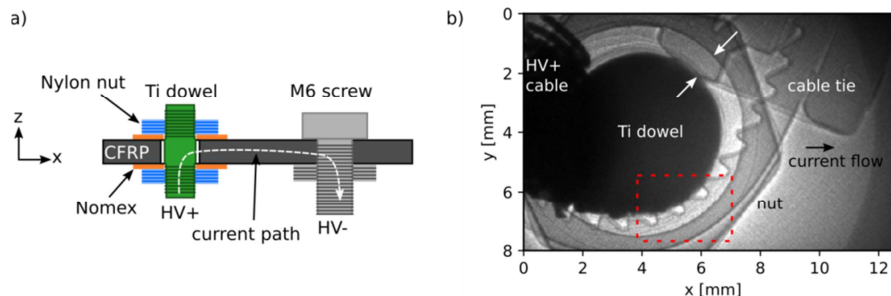 a)
Nylon nut
Ti dowel
M6 screw
z
x
CFRP
Nomex
HV+
HV-
current path
b)
0
2
4
6
8
y [mm]
HV+
cable
Ti dowel
cable tie
current flow
nut
0
2
4
6
8
10
12
x [mm]